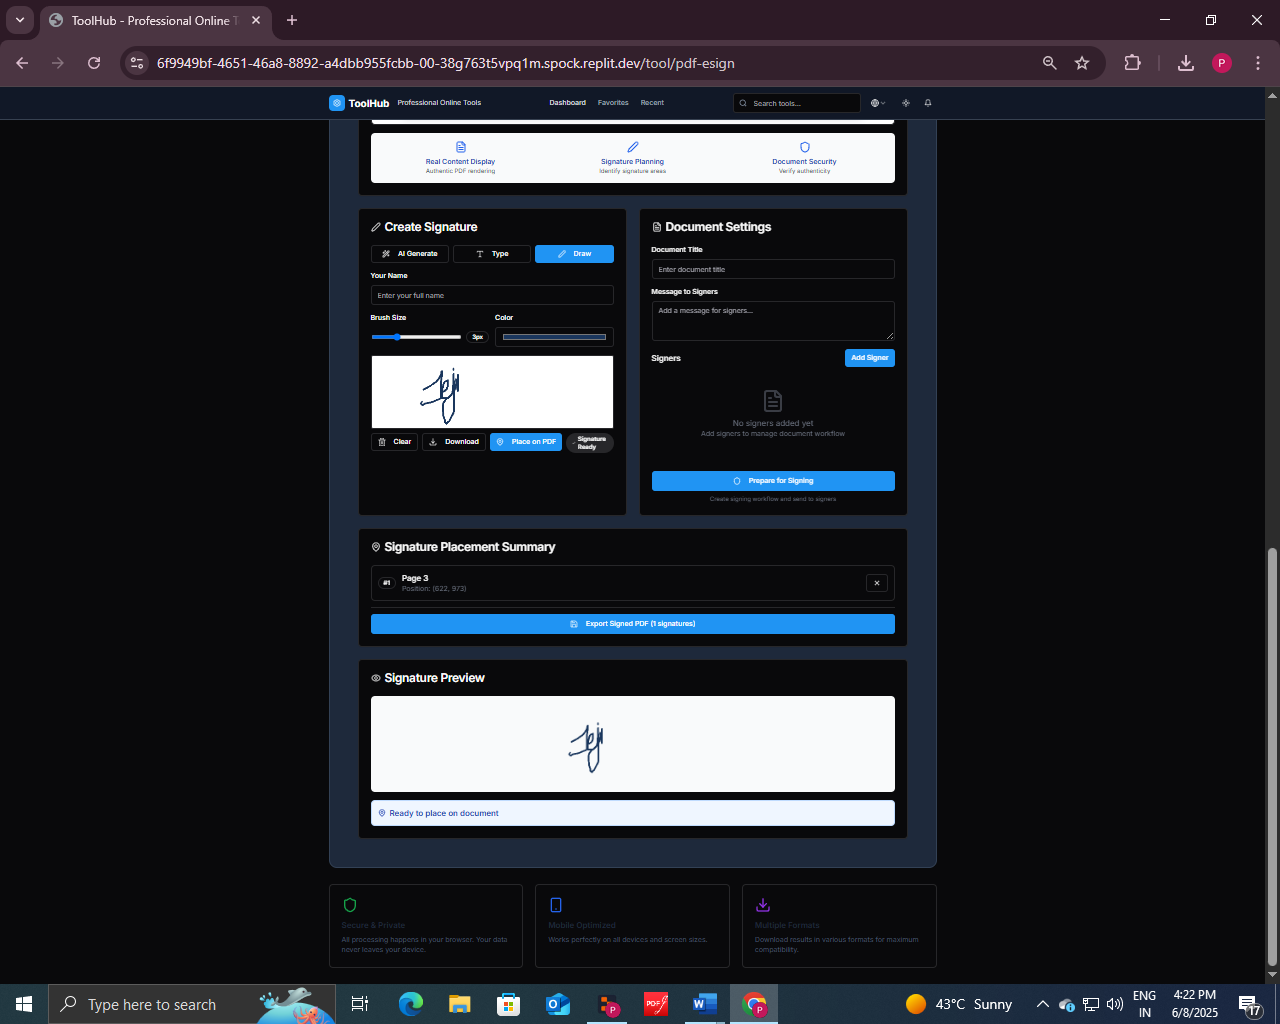 ToolHub - Professional Online T
6f9949bf-4651-46a8-8892-a4dbb955fcbb-00-38g763t5vpq1m.spock.replit.dev/tool/pdf-esign
P
ToolHub Professional Online Tools Dashboard Favorites Recent Search tools...
Real Content Display Signature Planning Document Security
Authentic PDF rendering Identify signature areas Verify authenticity
Create Signature
AI Generate Type Draw
Your Name
Enter your full name
Brush Size Color
3px
Clear Download Place on PDF Signature Ready
Document Settings
Document Title
Enter document title
Message to Signers
Add a message for signers...
Signers Add Signer
No signers added yet
Add signers to manage document workflow
Prepare for Signing
Create signing workflow and send to signers
Signature Placement Summary
#1 Page 3
Position: (622, 973)
Export Signed PDF (1 signatures)
Signature Preview
Ready to place on document
Secure & Private
All processing happens in your browser. Your data
never leaves your device.
Mobile Optimized
Works perfectly on all devices and screen sizes.
Multiple Formats
Download results in various formats for maximum
compatibility.
Type here to search
43°C Sunny
ENG
IN
4:22 PM
6/8/2025
17